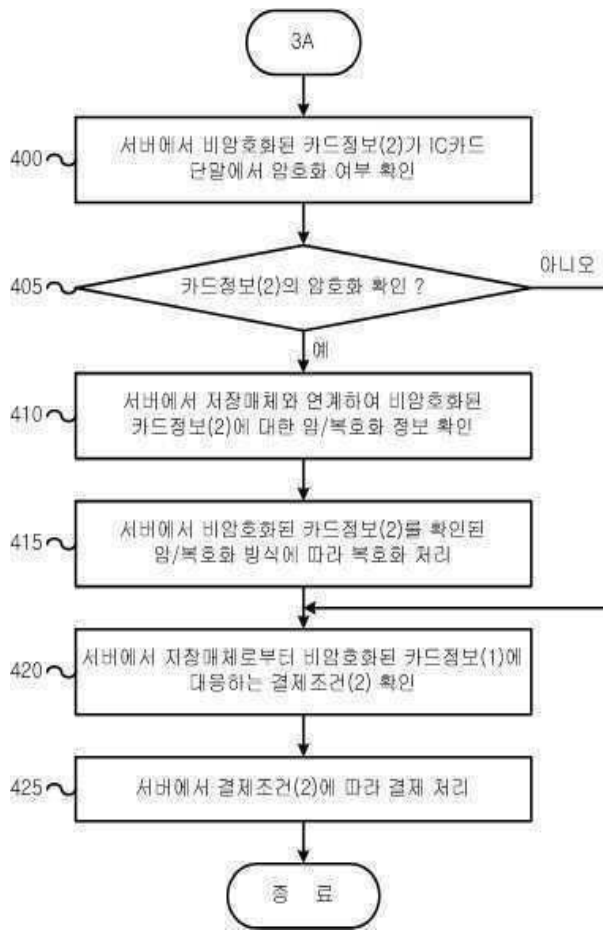 3A
400
서버에서 비암호화된 카드정보(2)가 IC카드
단말에서 암호화 여부 확인
아니오
405
카드정보(2)의 암호화 확인 ?
예
410
서버에서 저장매체와 연계하여 비암호화된
카드정보(2)에 대한 암/복호화 정보 확인
415
서버에서 비암호화된 카드정보(2)를 확인된
암/복호화 방식에 따라 복호화 처리
420
서버에서 저장매체로부터 비암호화된 카드정보(1)에
대응하는 결제조건(2) 확인
425
서버에서 결제조건(2)에 따라 결제 처리
종 료